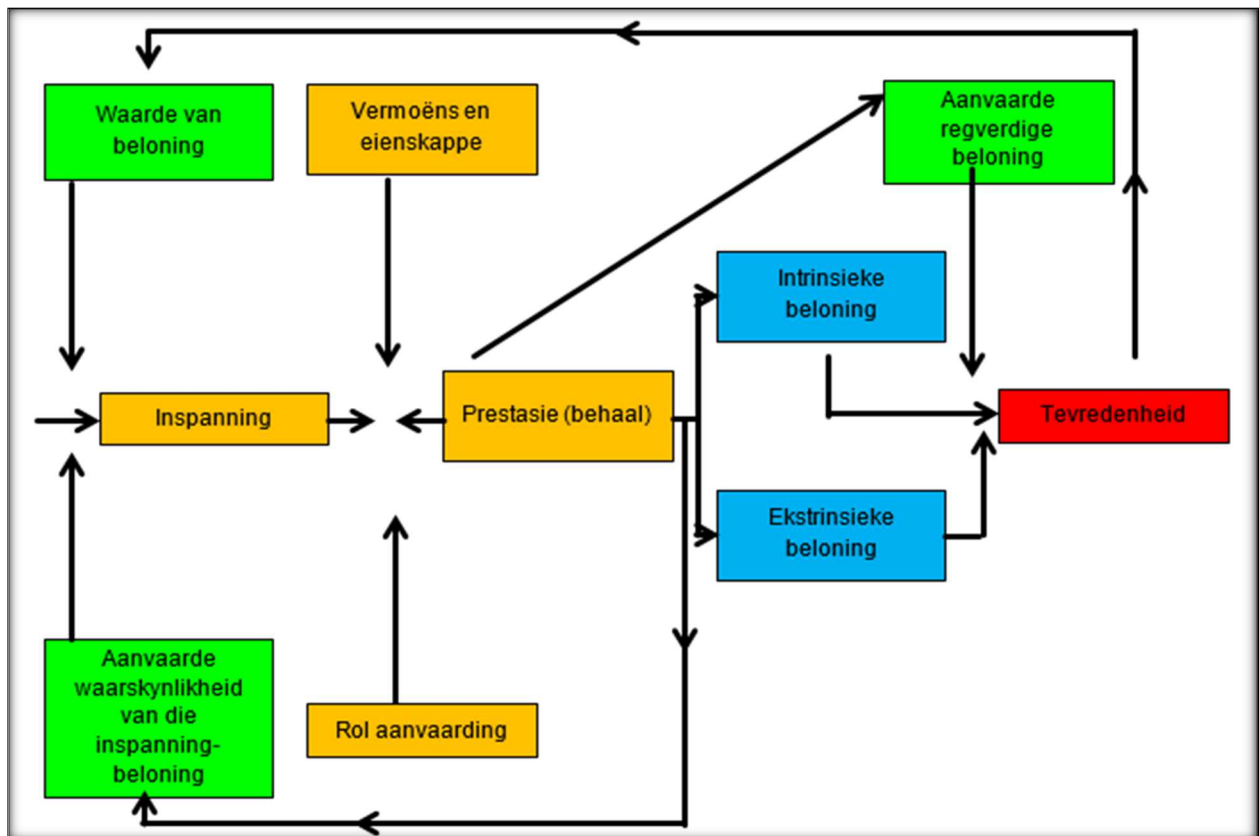 Waarde van
beloning
Vermoëns en
eienskappe
Aanvaarde
regverdige
beloning
Intrinsieke
beloning
Inspanning
Prestasie (behaal)
Tevredenheid
Ekstrinsieke
beloning
Aanvaarde
waarskynlikheid
van die
inspanning-
beloning
Rol aanvaarding